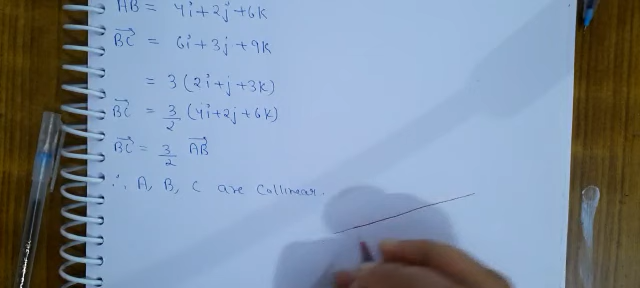 AB = 4i+2j+6k
BC = 6i+3j+9k
= 3(2i+j+3k)
BC = 3/2 (4i+2j+6k)
BC = 3/2 AB
∴ A, B, C are Collinear.